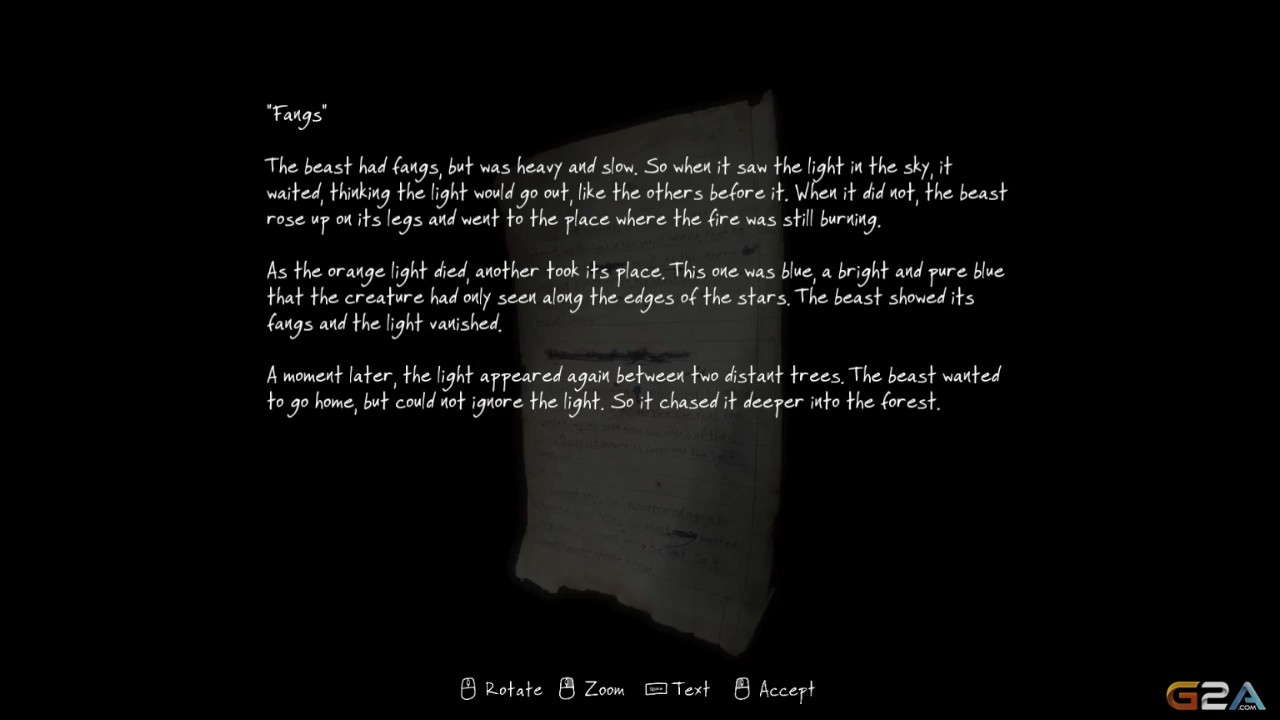 "Fangs"
The beast had fangs, but was heavy and slow. So when it saw the light in the sky, it
waited, thinking the light would go out, like the others before it. When it did not, the beast
rose up on its legs and went to the place where the fire was still burning.
As the orange light died, another took its place. This one was blue, a bright and pure blue
that the creature had only seen along the edges of the stars. The beast showed its
fangs and the light vanished.
A moment later, the light appeared again between two distant trees. The beast wanted
to go home, but could not ignore the light. So it chased it deeper into the forest.
Rotate Zoom Text Accept
G2A
.COM